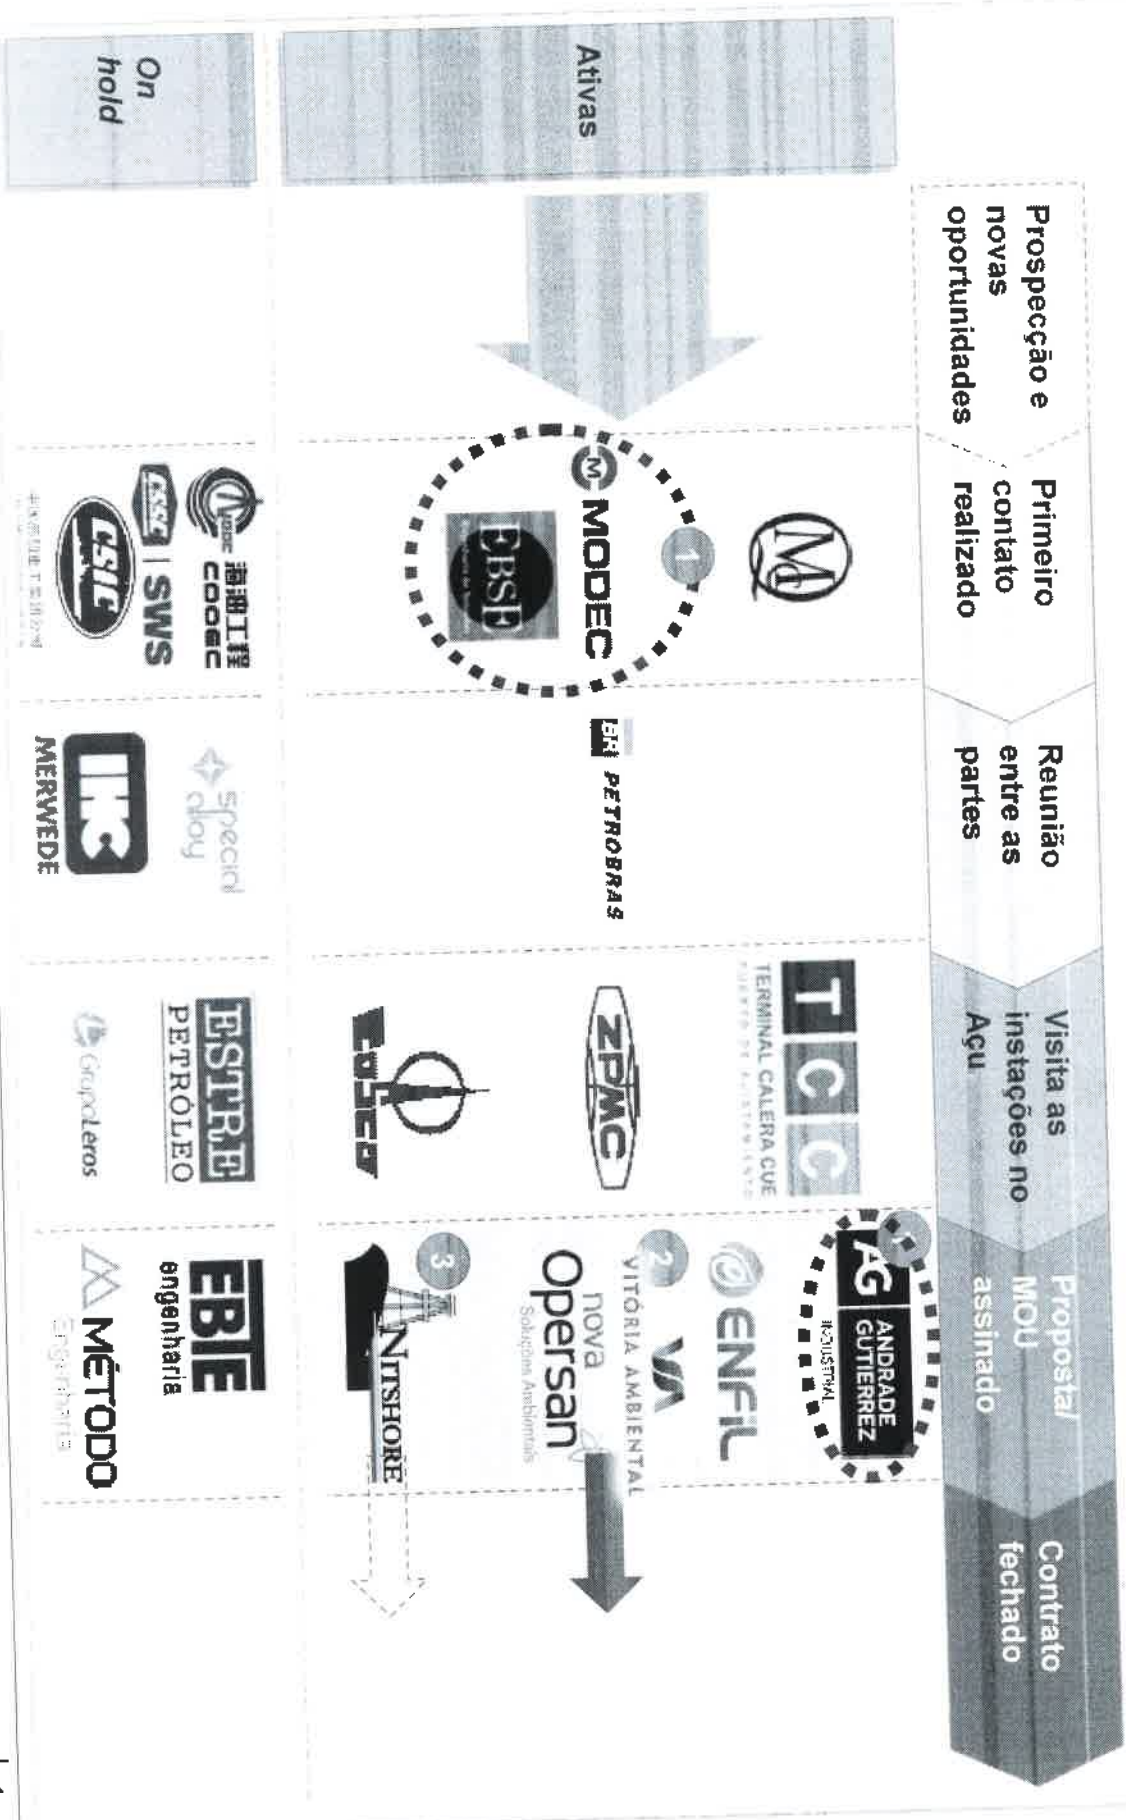 Prospecção e
novas
oportunidades
Primeiro
contato
realizado
Reunião
entre as
partes
Visita as
instações no
Açu
Proposta/
MOU
assinado
Contrato
fechado
Ativas
1
M MODEC
EBSE
BR PETROBRAS
T C C
TERMINAL CALERA CUE
ZPMC
COSCO
AG ANDRADE
GUTIERREZ
INDUSTRIAL
ENFIL
2
VITÓRIA AMBIENTAL
nova
Opersan
Soluções Ambientais
3
NITSHORE
On
hold
海油工程
COOEC
CSSC | SWS
CSIC
special
alloy
IHC
MERWEDE
ESTRE
PETRÓLEO
GrupoLeros
EBE
engenharia
MÉTODO
Engenharia